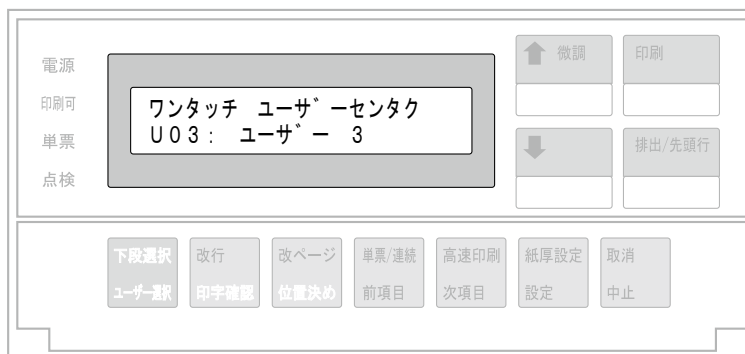 電源
印刷可
単票
点検
ワンタッチ ユーザ゛ーセンタク
U03: ユーザ゛ー 3
微調
印刷
排出/先頭行
下段選択
ユーザー選択
改行
印字確認
改ページ
位置決め
単票/連続
前項目
高速印刷
次項目
紙厚設定
設定
取消
中止